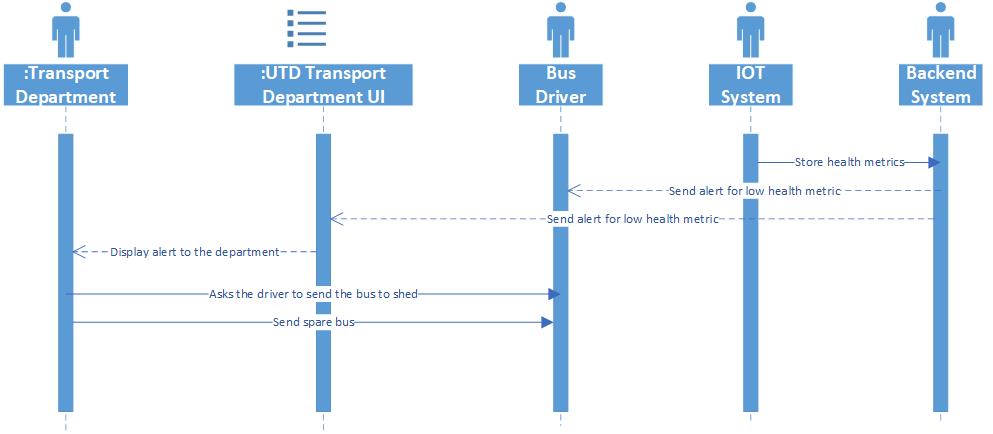 :Transport
Department
:UTD Transport
Department UI
Bus
Driver
IOT
System
Backend
System
Store health metrics
Send alert for low health metric
Send alert for low health metric
Display alert to the department
Asks the driver to send the bus to shed
Send spare bus